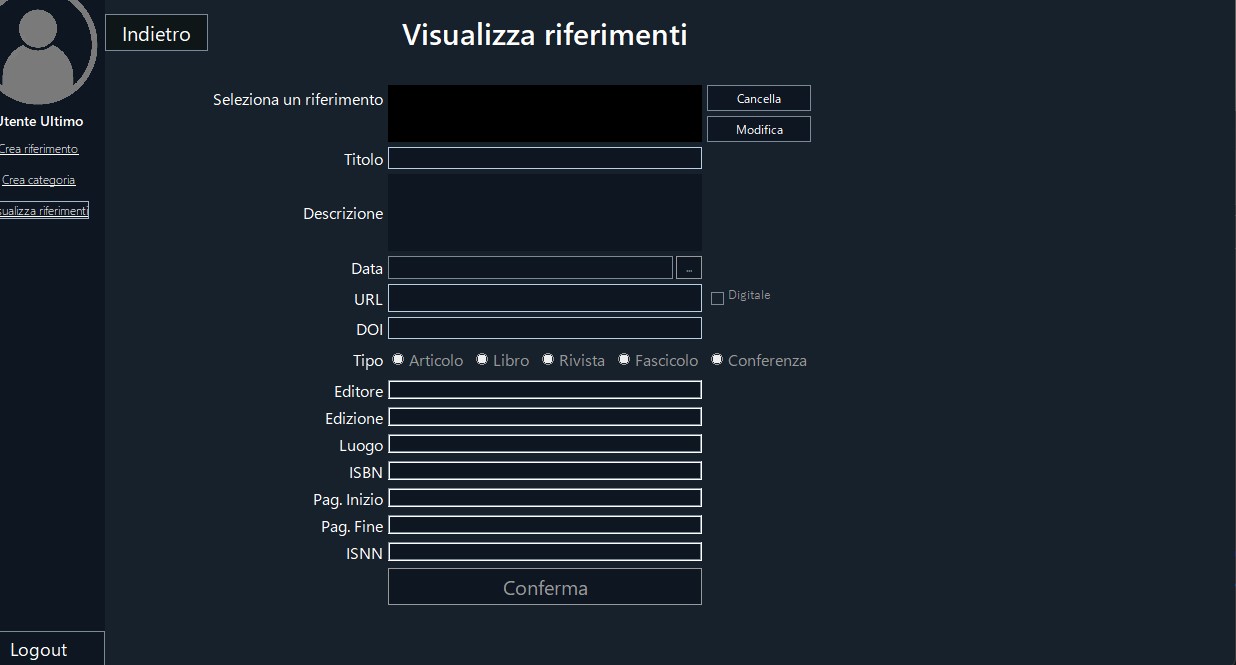 Indietro
Visualizza riferimenti
Utente Ultimo
Crea riferimento
Crea categoria
sualizza riferimenti
Logout
Seleziona un riferimento
Cancella
Modifica
Titolo
Descrizione
Data ...
URL Digitale
DOI
Tipo Articolo Libro Rivista Fascicolo Conferenza
Editore
Edizione
Luogo
ISBN
Pag. Inizio
Pag. Fine
ISNN
Conferma